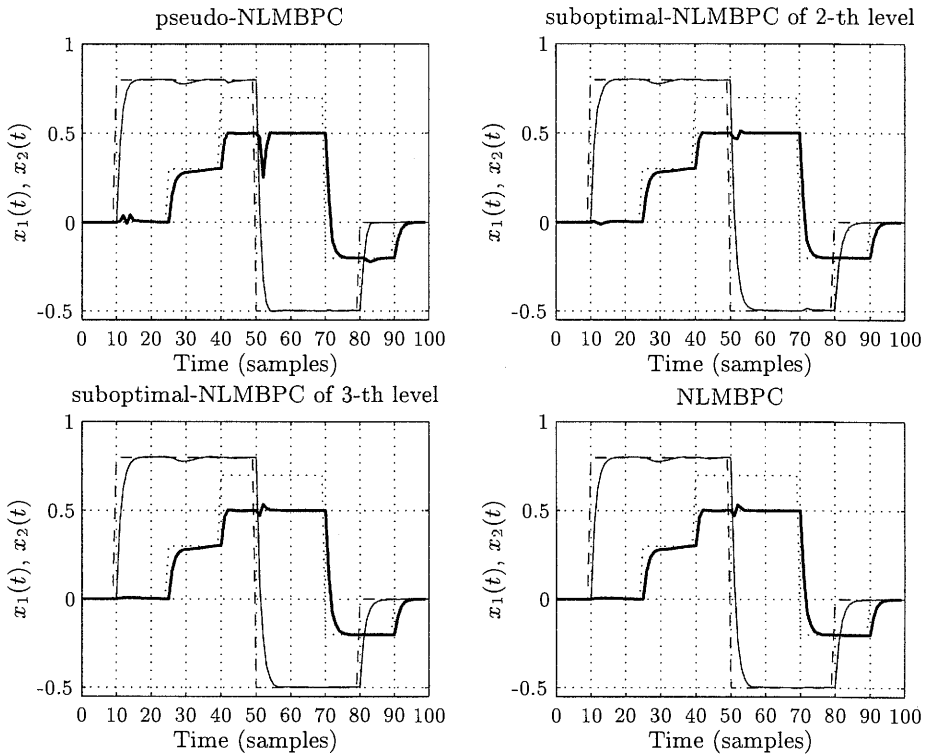 pseudo-NLMBPC
1
0.5
0
-0.5
x₁(t), x₂(t)
0 10 20 30 40 50 60 70 80 90 100
Time (samples)
suboptimal-NLMBPC of 2-th level
1
0.5
0
-0.5
x₁(t), x₂(t)
0 10 20 30 40 50 60 70 80 90 100
Time (samples)
suboptimal-NLMBPC of 3-th level
1
0.5
0
-0.5
x₁(t), x₂(t)
0 10 20 30 40 50 60 70 80 90 100
Time (samples)
NLMBPC
1
0.5
0
-0.5
x₁(t), x₂(t)
0 10 20 30 40 50 60 70 80 90 100
Time (samples)